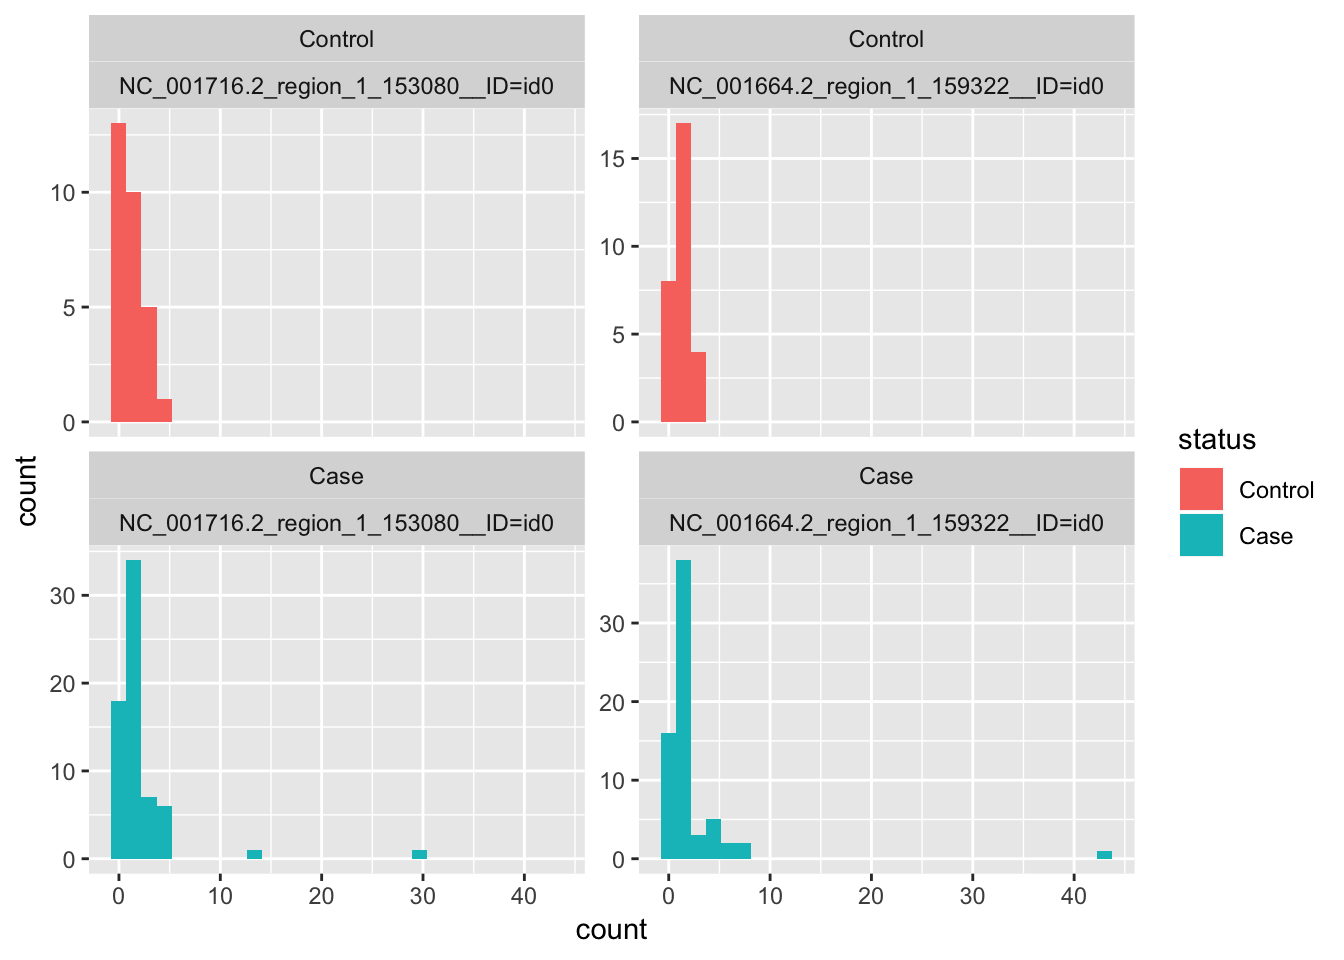 Control
NC_001716.2_region_1_153080__ID=id0
10
5
0
Control
NC_001664.2_region_1_159322__ID=id0
15
10
5
0
Case
NC_001716.2_region_1_153080__ID=id0
30
20
10
0
0 10 20 30 40
Case
NC_001664.2_region_1_159322__ID=id0
30
20
10
0
0 10 20 30 40
count
count
status
Control
Case